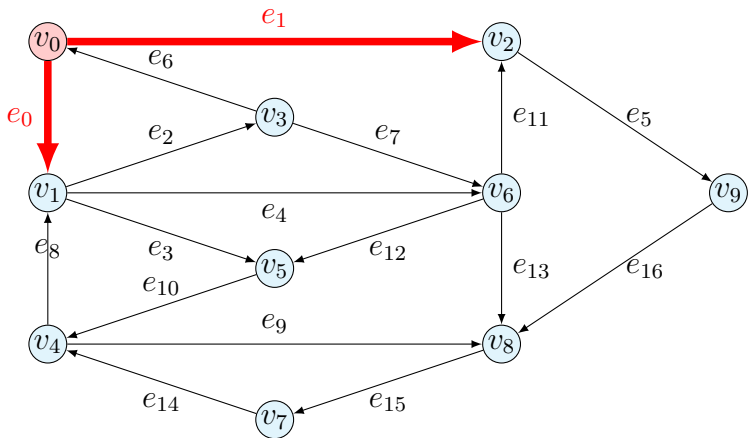 e₁
v₀
v₂
e₆
e₀
v₃
e₂
e₇
e₁₁
e₅
v₁
v₆
v₉
e₄
e₈
e₃
e₁₂
v₅
e₁₀
e₁₃
e₁₆
e₉
v₄
v₈
e₁₄
e₁₅
v₇